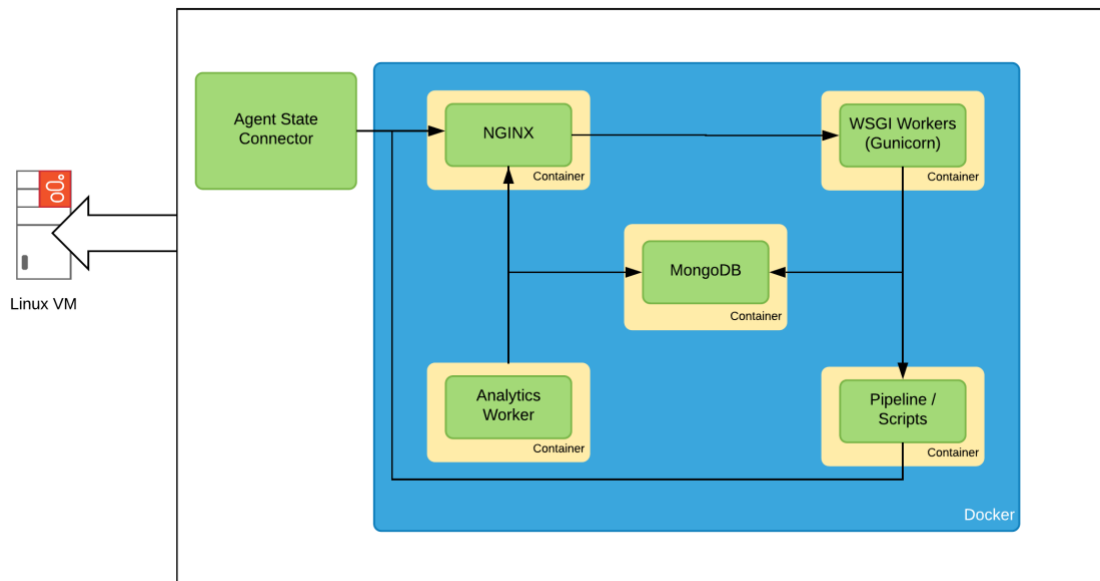 Agent State
Connector
NGINX
Container
WSGI Workers
(Gunicorn)
Container
MongoDB
Container
Linux VM
Analytics
Worker
Container
Pipeline /
Scripts
Container
Docker